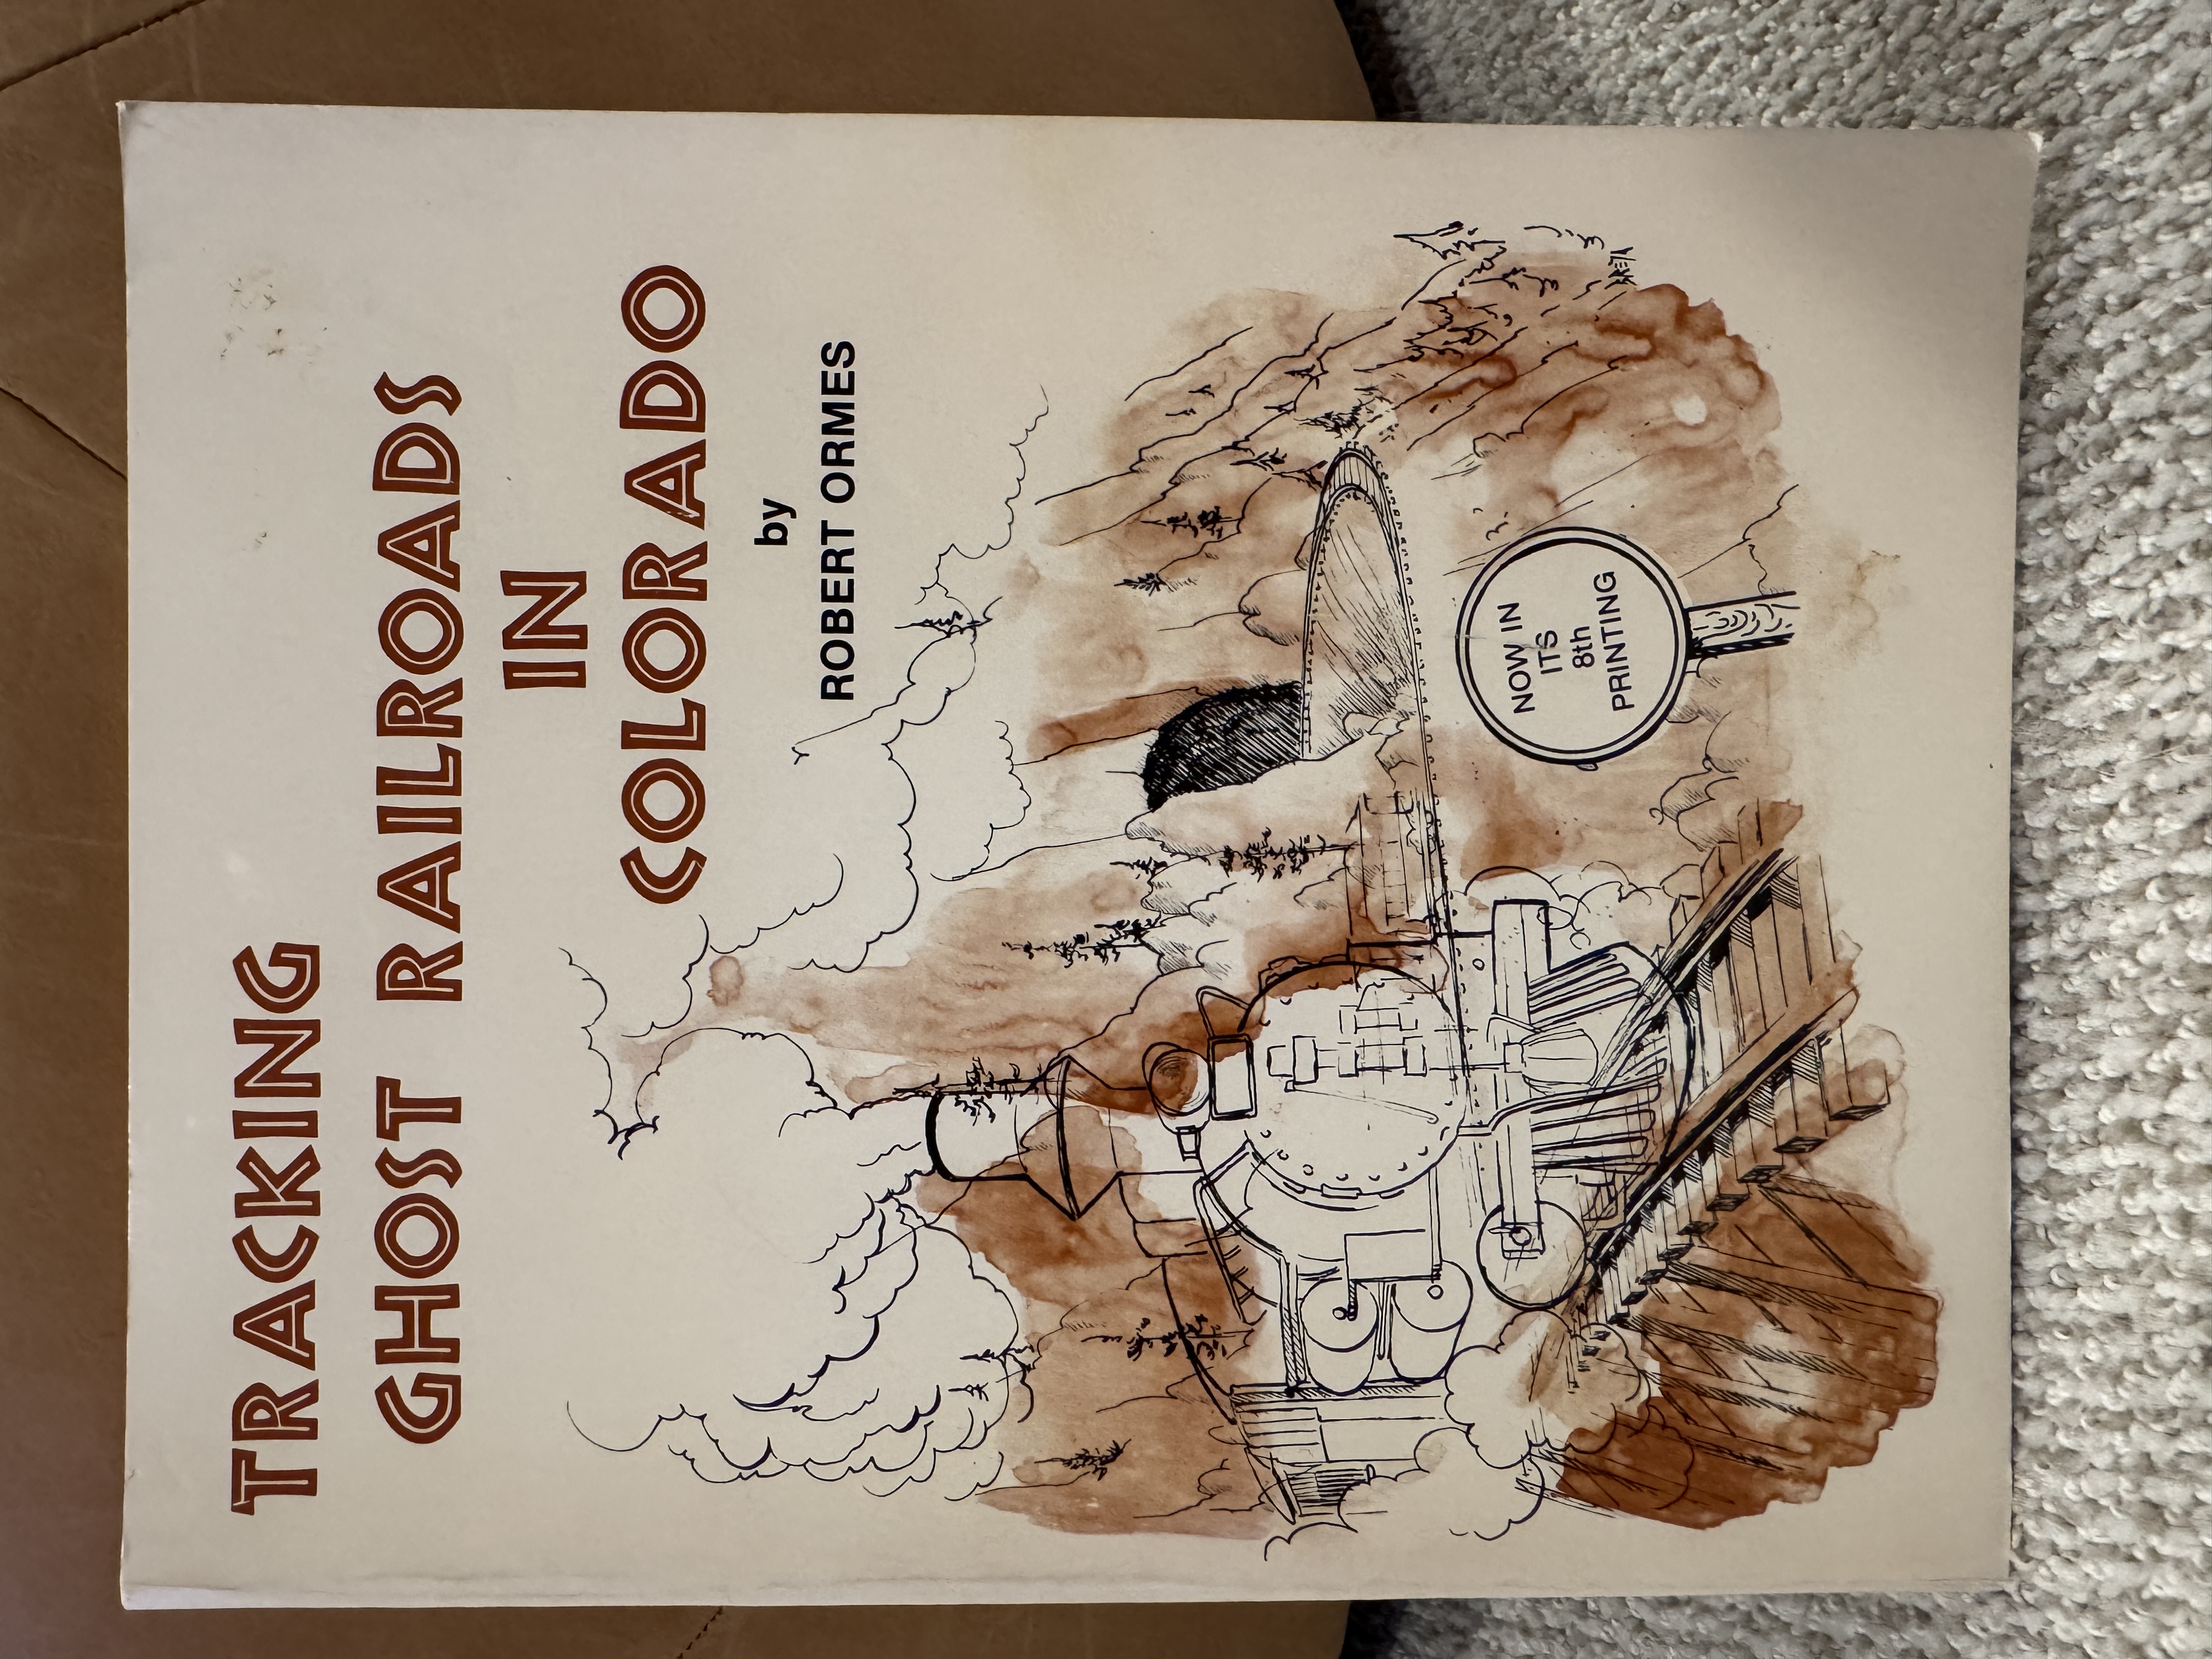 TRACKING
GHOST RAILROADS
IN
COLORADO
by
ROBERT ORMES
NOW IN
ITS
8th
PRINTING